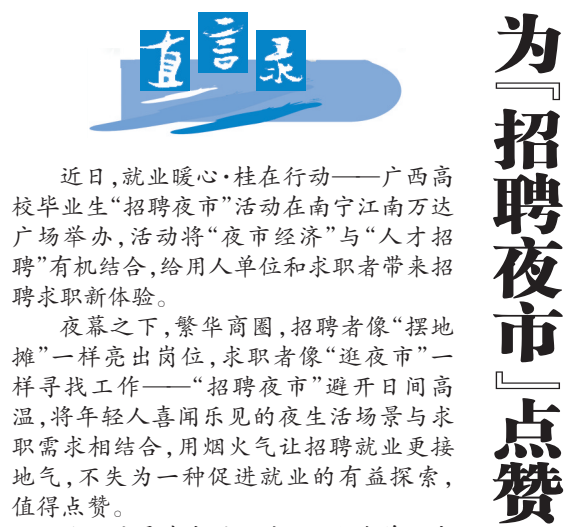 直言录
为『招聘夜市』点赞
近日,就业暖心·桂在行动——广西高
校毕业生“招聘夜市”活动在南宁江南万达
广场举办,活动将“夜市经济”与“人才招
聘”有机结合,给用人单位和求职者带来招
聘求职新体验。
夜幕之下,繁华商圈,招聘者像“摆地
摊”一样亮出岗位,求职者像“逛夜市”一
样寻找工作——“招聘夜市”避开日间高
温,将年轻人喜闻乐见的夜生活场景与求
职需求相结合,用烟火气让招聘就业更接
地气,不失为一种促进就业的有益探索,
值得点赞。